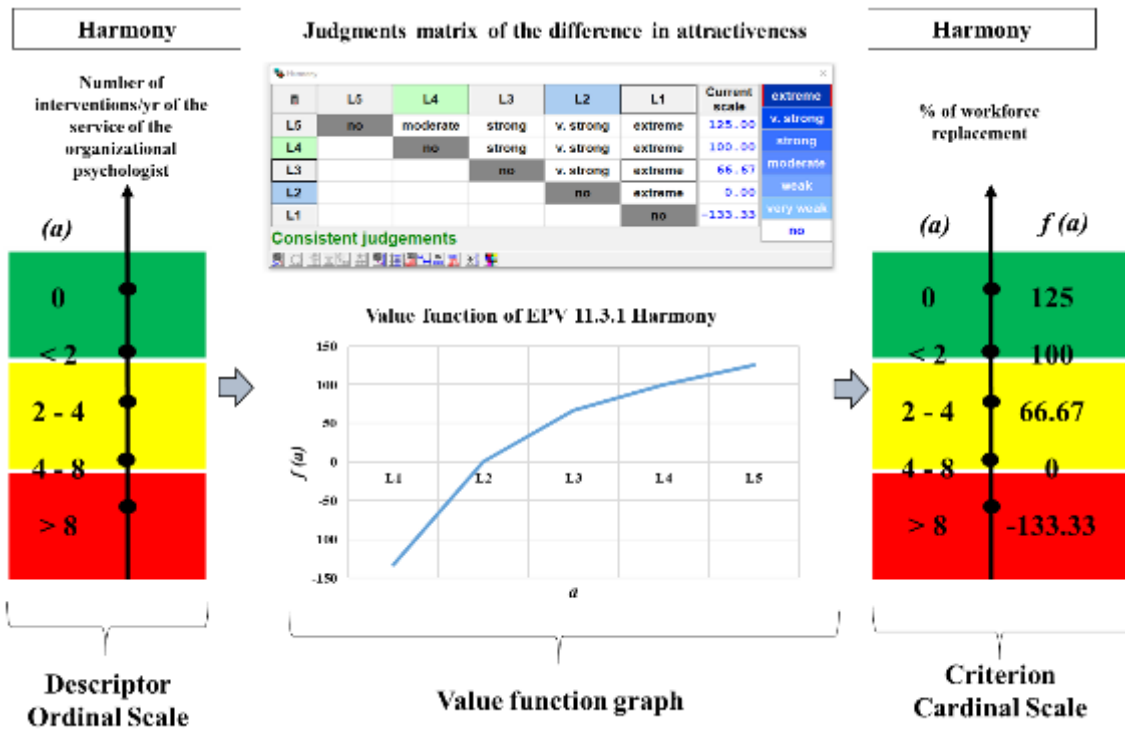 Harmony
Number of
interventions/yr of the
service of the
organizational
psychologist
(a)
0
< 2
2 - 4
4 - 8
> 8
Descriptor
Ordinal Scale
Judgments matrix of the difference in attractiveness
Harmony
L5 L4 L3 L2 L1 Current scale
L5 no moderate strong v. strong extreme 125.00
L4 no strong v. strong extreme 100.00
L3 no v. strong extreme 66.67
L2 no extreme 0.00
L1 no -133.33
extreme
v. strong
strong
moderate
weak
very weak
no
Consistent judgements
Value function of EPV 11.3.1 Harmony
150
100
50
0
-50
100
-150
f (a)
L1 L2 L3 L4 L5
a
Value function graph
Harmony
% of workforce
replacement
(a) f (a)
0 125
< 2 100
2 - 4 66.67
4 - 8 0
> 8 -133.33
Criterion
Cardinal Scale